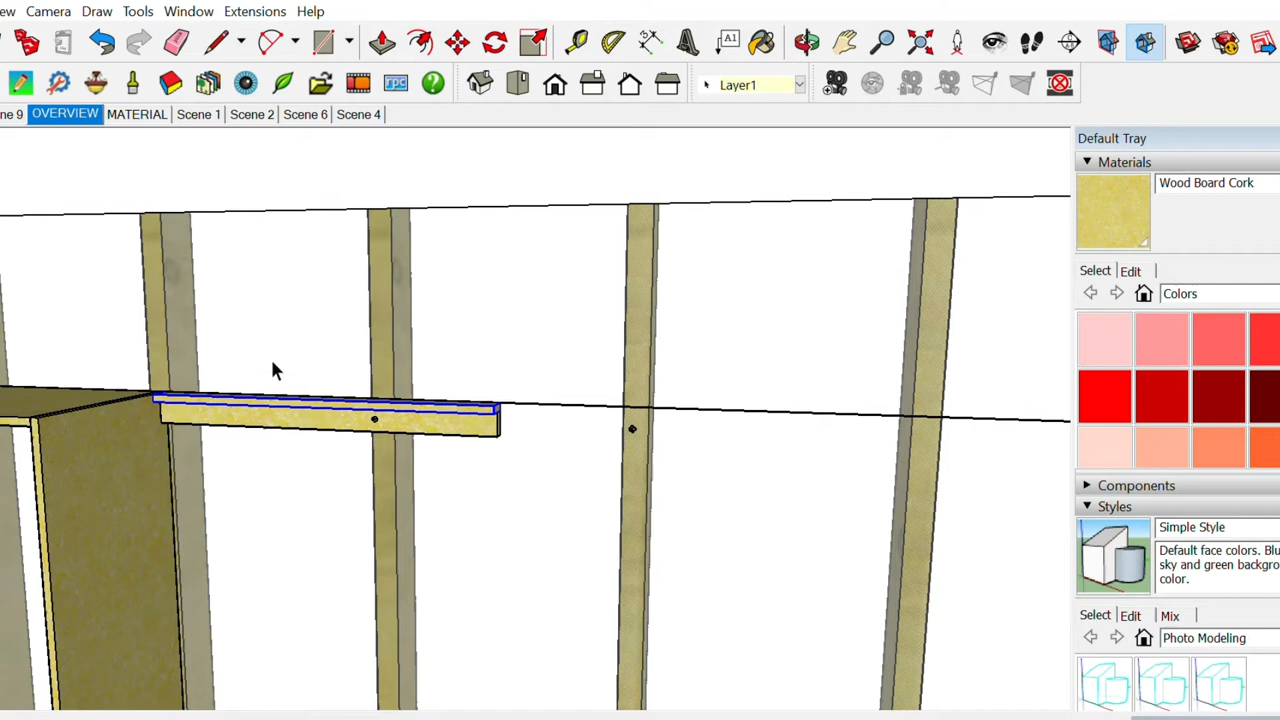 ew Camera Draw Tools Window Extensions Help
A1
Layer1
rpc
ne 9 OVERVIEW MATERIAL Scene 1 Scene 2 Scene 6 Scene 4
Default Tray
Materials
Wood Board Cork
Select Edit
Colors
Components
Styles
Simple Style
Default face colors. Blu
sky and green backgro
color.
Select Edit Mix
Photo Modeling